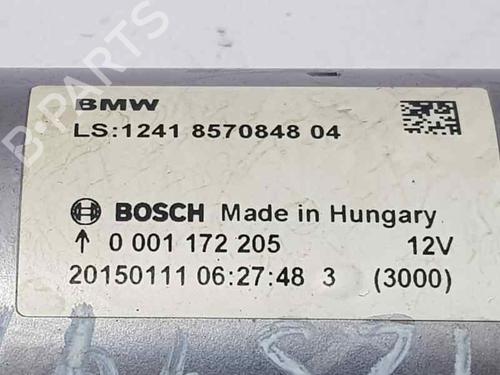 B-PARTS
BMW
LS:1241 8570848 04
BOSCH Made in Hungary
0 001 172 205 12V
20150111 06:27:48 3 (3000)